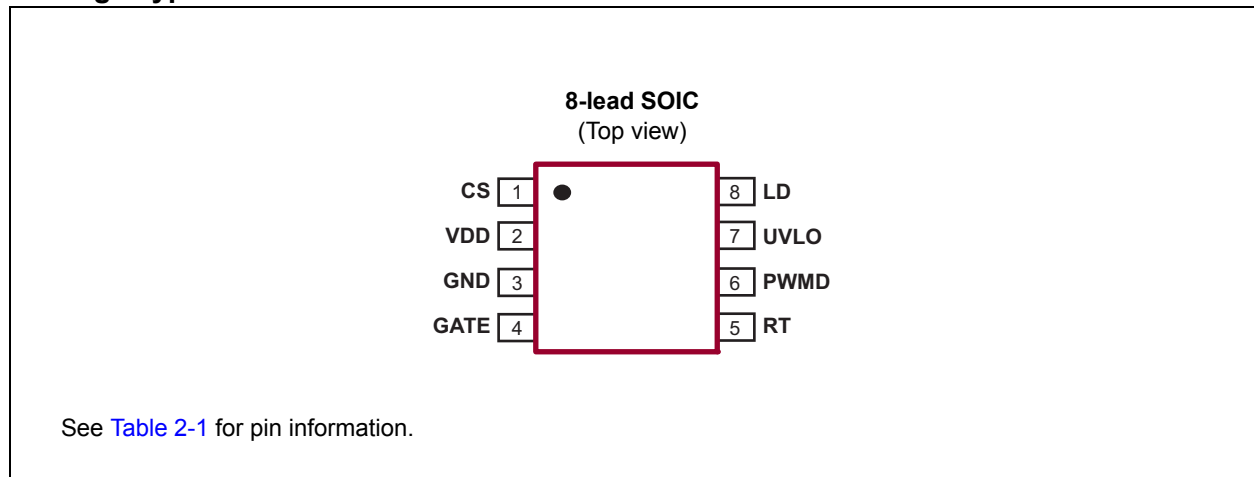 8-lead SOIC
(Top view)
CS 1 8 LD
VDD 2 7 UVLO
GND 3 6 PWMD
GATE 4 5 RT
See Table 2-1 for pin information.